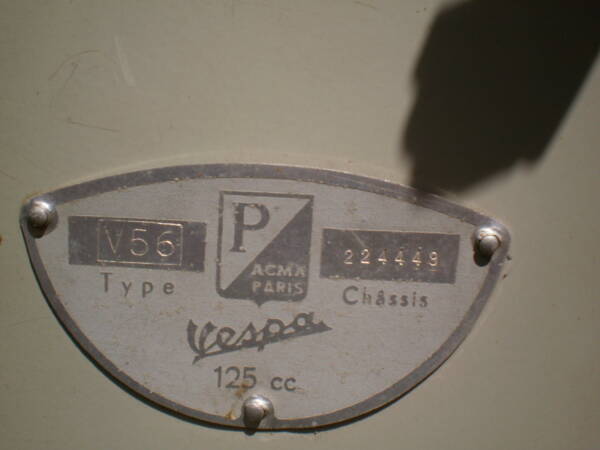 V56
Type
P
ACMA
PARIS
224449
Châssis
Vespa
125 cc